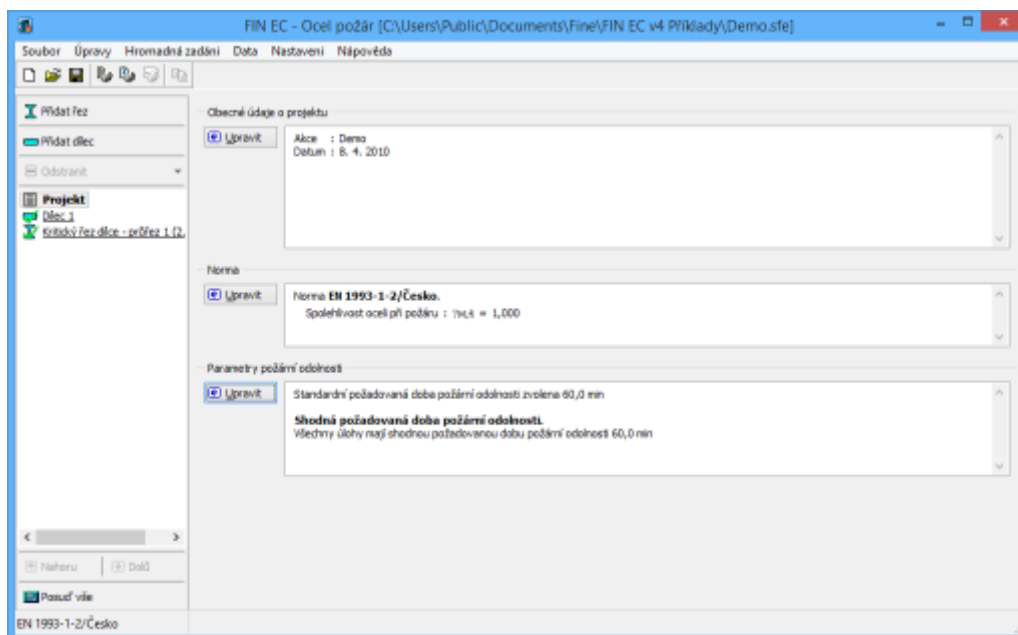 FIN EC - Ocel požár [C:\Users\Public\Documents\Fine\FIN EC v4 Příklady\Demo.sfe]
Soubor Úpravy Hromadná zadání Data Nastavení Nápověda
Přidat řez
Přidat dílec
Odstranit
Projekt
Dílec 1
Kritický řez dílce - průřez 1 (2,
Nahoru Dolů
Posuď vše
EN 1993-1-2/Česko
Obecné údaje o projektu
Upravit
Akce : Demo
Datum : 8. 4. 2010
Norma
Upravit
Norma EN 1993-1-2/Česko.
Spolehlivost oceli při požáru : = 1,000
Parametry požární odolnosti
Upravit
Standardní požadovaná doba požární odolnosti zvolena 60,0 min
Shodná požadovaná doba požární odolnosti.
Všechny úlohy mají shodnou požadovanou dobu požární odolnosti 60,0 min